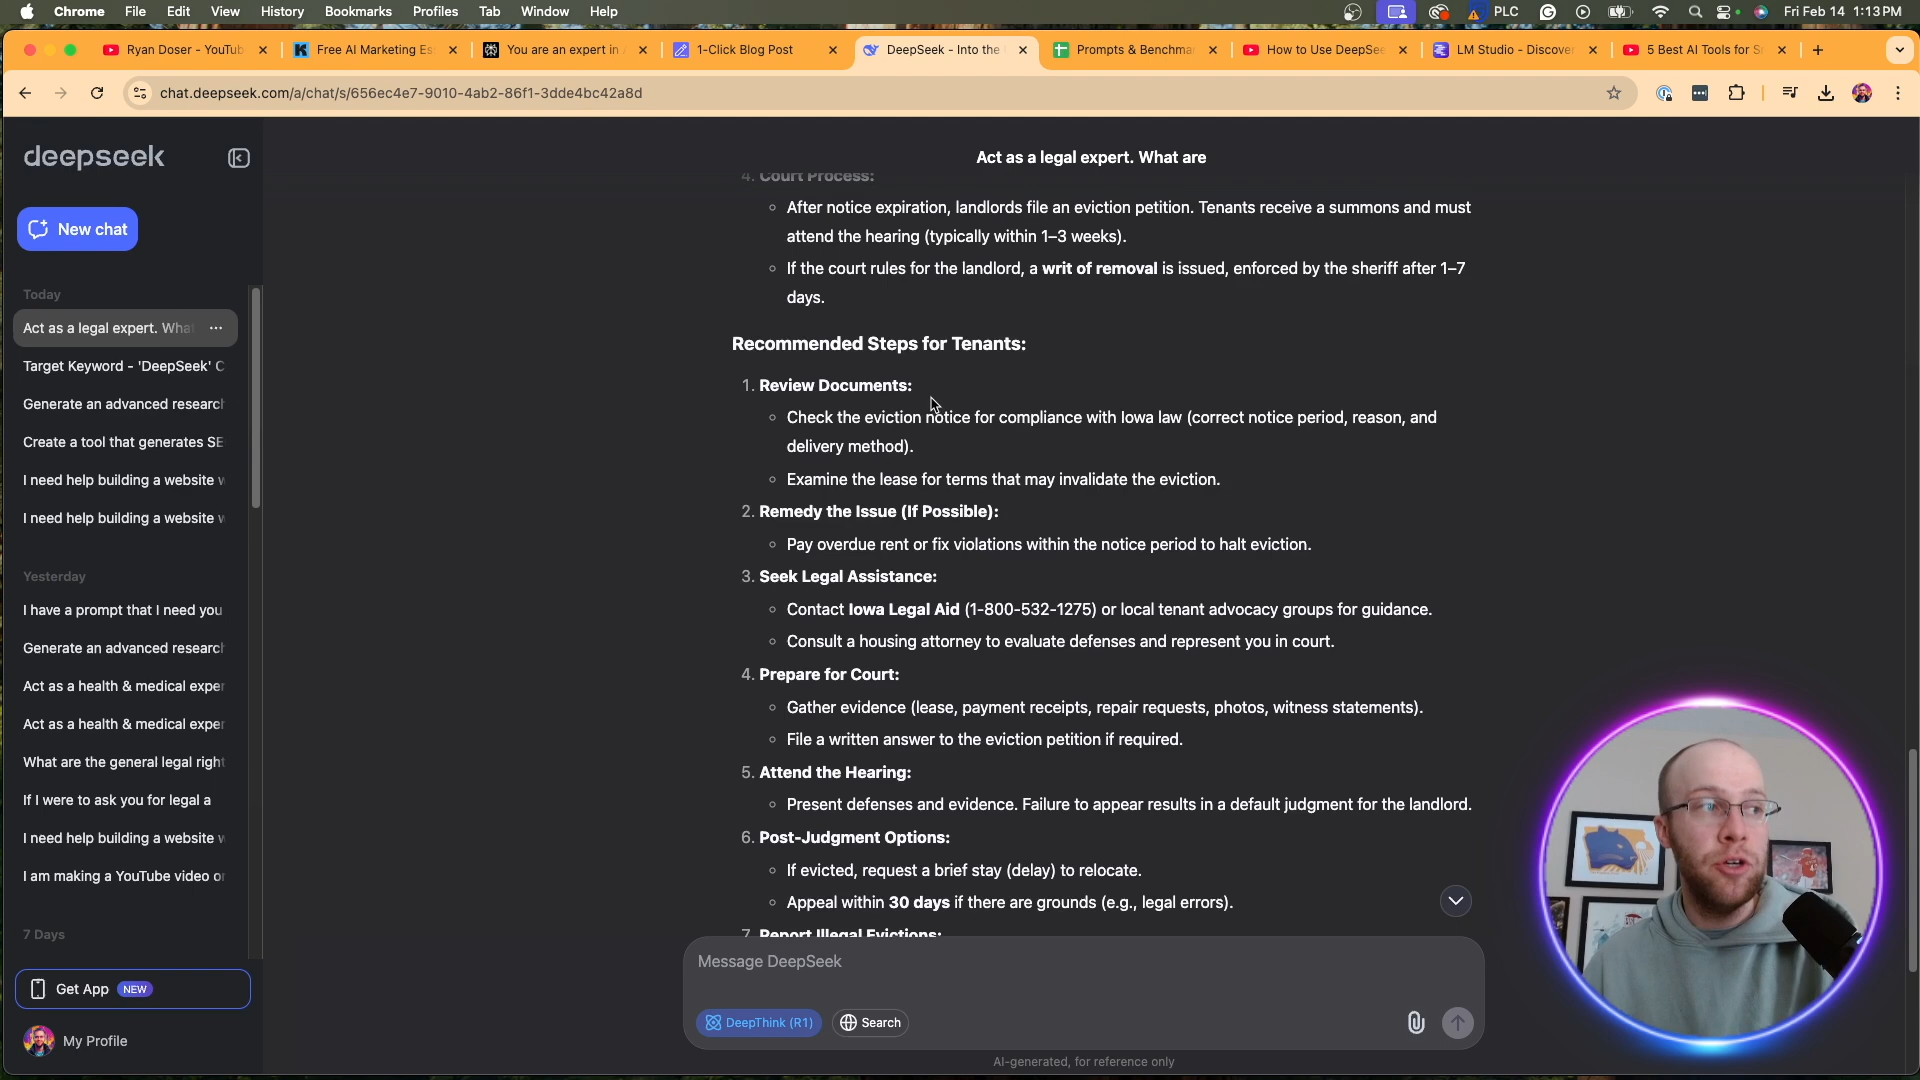 Chrome File Edit View History Bookmarks Profiles Tab Window Help PLC Fri Feb 14 1:13 PM
Ryan Doser - YouTub Free AI Marketing Es You are an expert in 1-Click Blog Post DeepSeek - Into the Prompts & Benchma How to Use DeepSe LM Studio - Discove 5 Best AI Tools for S
chat.deepseek.com/a/chat/s/656ec4e7-9010-4ab2-86f1-3dde4bc42a8d
deepseek
New chat
Today
Act as a legal expert. Wha
Target Keyword - 'DeepSeek' C
Generate an advanced research
Create a tool that generates SE
I need help building a website w
I need help building a website w
Yesterday
I have a prompt that I need you
Generate an advanced research
Act as a health & medical exper
Act as a health & medical exper
What are the general legal right
If I were to ask you for legal a
I need help building a website w
I am making a YouTube video or
7 Days
Get App NEW
My Profile
Act as a legal expert. What are
4. Court Process:
After notice expiration, landlords file an eviction petition. Tenants receive a summons and must
attend the hearing (typically within 1–3 weeks).
If the court rules for the landlord, a writ of removal is issued, enforced by the sheriff after 1–7
days.
Recommended Steps for Tenants:
1. Review Documents:
Check the eviction notice for compliance with Iowa law (correct notice period, reason, and
delivery method).
Examine the lease for terms that may invalidate the eviction.
2. Remedy the Issue (If Possible):
Pay overdue rent or fix violations within the notice period to halt eviction.
3. Seek Legal Assistance:
Contact Iowa Legal Aid (1-800-532-1275) or local tenant advocacy groups for guidance.
Consult a housing attorney to evaluate defenses and represent you in court.
4. Prepare for Court:
Gather evidence (lease, payment receipts, repair requests, photos, witness statements).
File a written answer to the eviction petition if required.
5. Attend the Hearing:
Present defenses and evidence. Failure to appear results in a default judgment for the landlord.
6. Post-Judgment Options:
If evicted, request a brief stay (delay) to relocate.
Appeal within 30 days if there are grounds (e.g., legal errors).
7. Report Illegal Evictions:
Message DeepSeek
DeepThink (R1) Search
AI-generated, for reference only